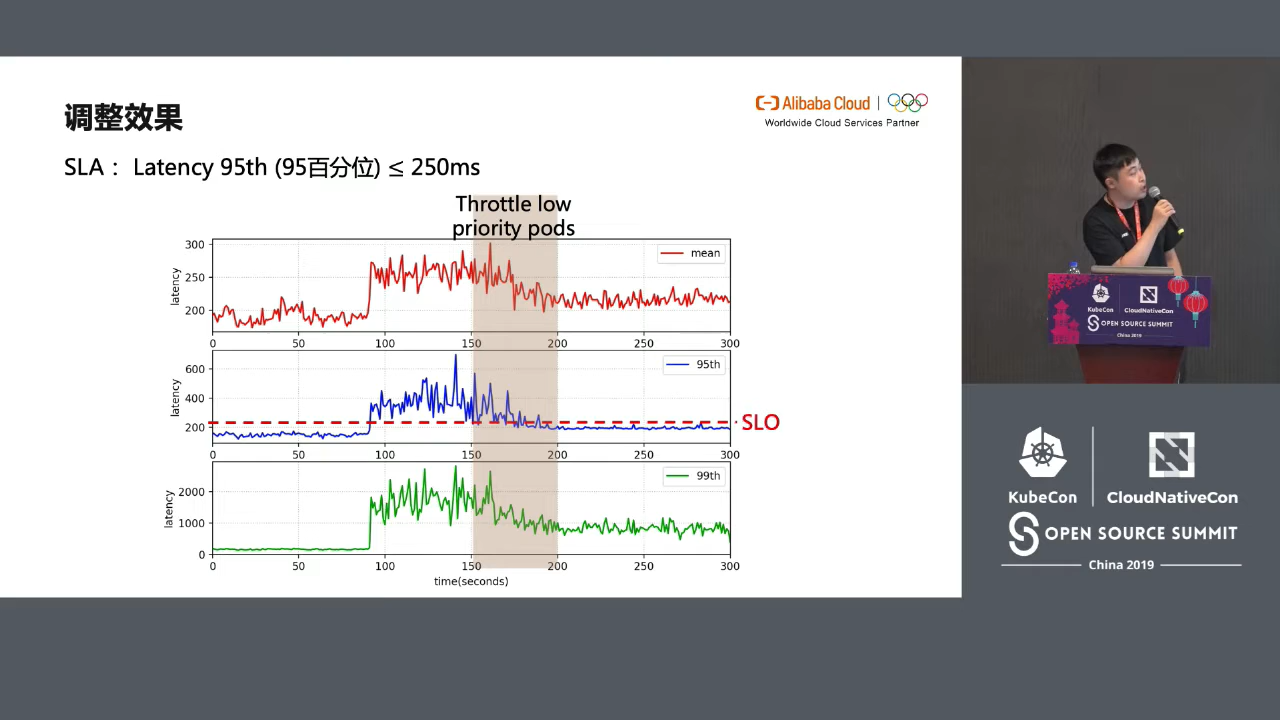 调整效果
Alibaba Cloud
Worldwide Cloud Services Partner
SLA： Latency 95th (95百分位) ≤ 250ms
Throttle low
priority pods
300
250
200
latency
mean
0 50 100 150 200 250 300
600
400
200
latency
95th
SLO
0 50 100 150 200 250 300
2000
1000
0
latency
99th
0 50 100 150 200 250 300
time(seconds)
KubeCon CloudNativeCon
OPEN SOURCE SUMMIT
China 2019
KubeCon CloudNativeCon
OPEN SOURCE SUMMIT
China 2019